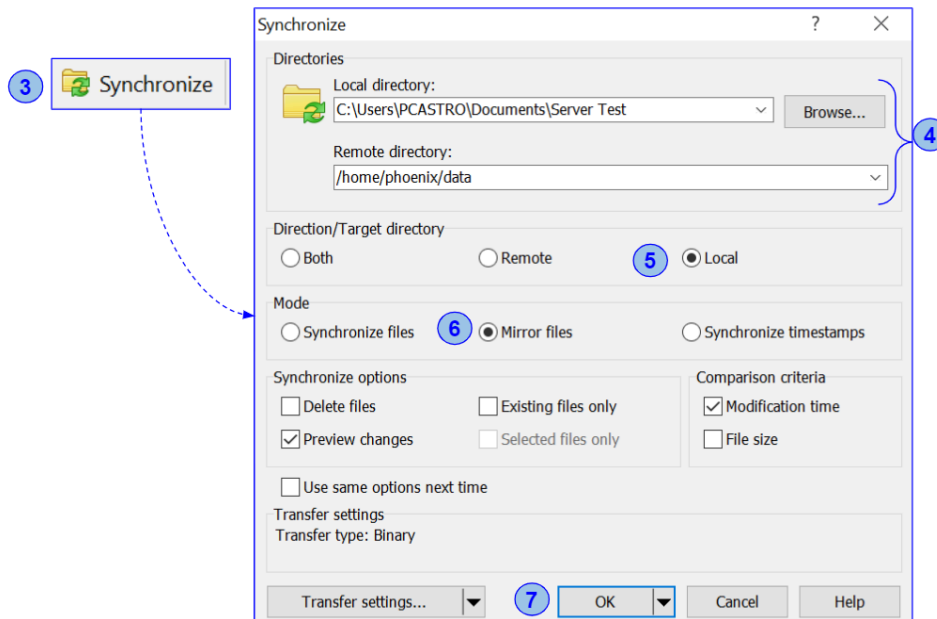 Synchronize ? ×
3 Synchronize
Directories
Local directory:
C:\Users\PCASTRO\Documents\Server Test
Browse...
4
Remote directory:
/home/phoenix/data
Direction/Target directory
Both Remote 5 Local
Mode
Synchronize files 6 Mirror files Synchronize timestamps
Synchronize options
Delete files Existing files only
Preview changes Selected files only
Comparison criteria
Modification time
File size
Use same options next time
Transfer settings
Transfer type: Binary
Transfer settings... 7 OK Cancel Help